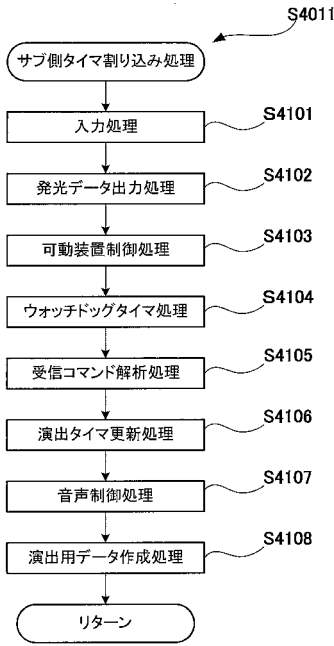 S4011
サブ側タイマ割り込み処理
入力処理 S4101
発光データ出力処理 S4102
可動装置制御処理 S4103
ウォッチドッグタイマ処理 S4104
受信コマンド解析処理 S4105
演出タイマ更新処理 S4106
音声制御処理 S4107
演出用データ作成処理 S4108
リターン